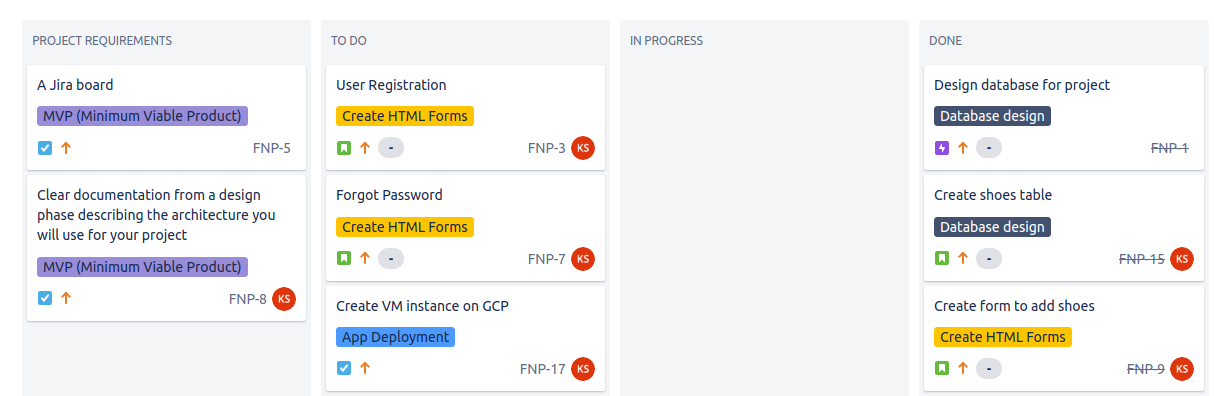 PROJECT REQUIREMENTS
A Jira board
MVP (Minimum Viable Product)
FNP-5
Clear documentation from a design
phase describing the architecture you
will use for your project
MVP (Minimum Viable Product)
FNP-8 KS
TO DO
User Registration
Create HTML Forms
- FNP-3 KS
Forgot Password
Create HTML Forms
- FNP-7 KS
Create VM instance on GCP
App Deployment
FNP-17 KS
IN PROGRESS
DONE
Design database for project
Database design
- FNP-1
Create shoes table
Database design
- FNP-15 KS
Create form to add shoes
Create HTML Forms
- FNP-9 KS